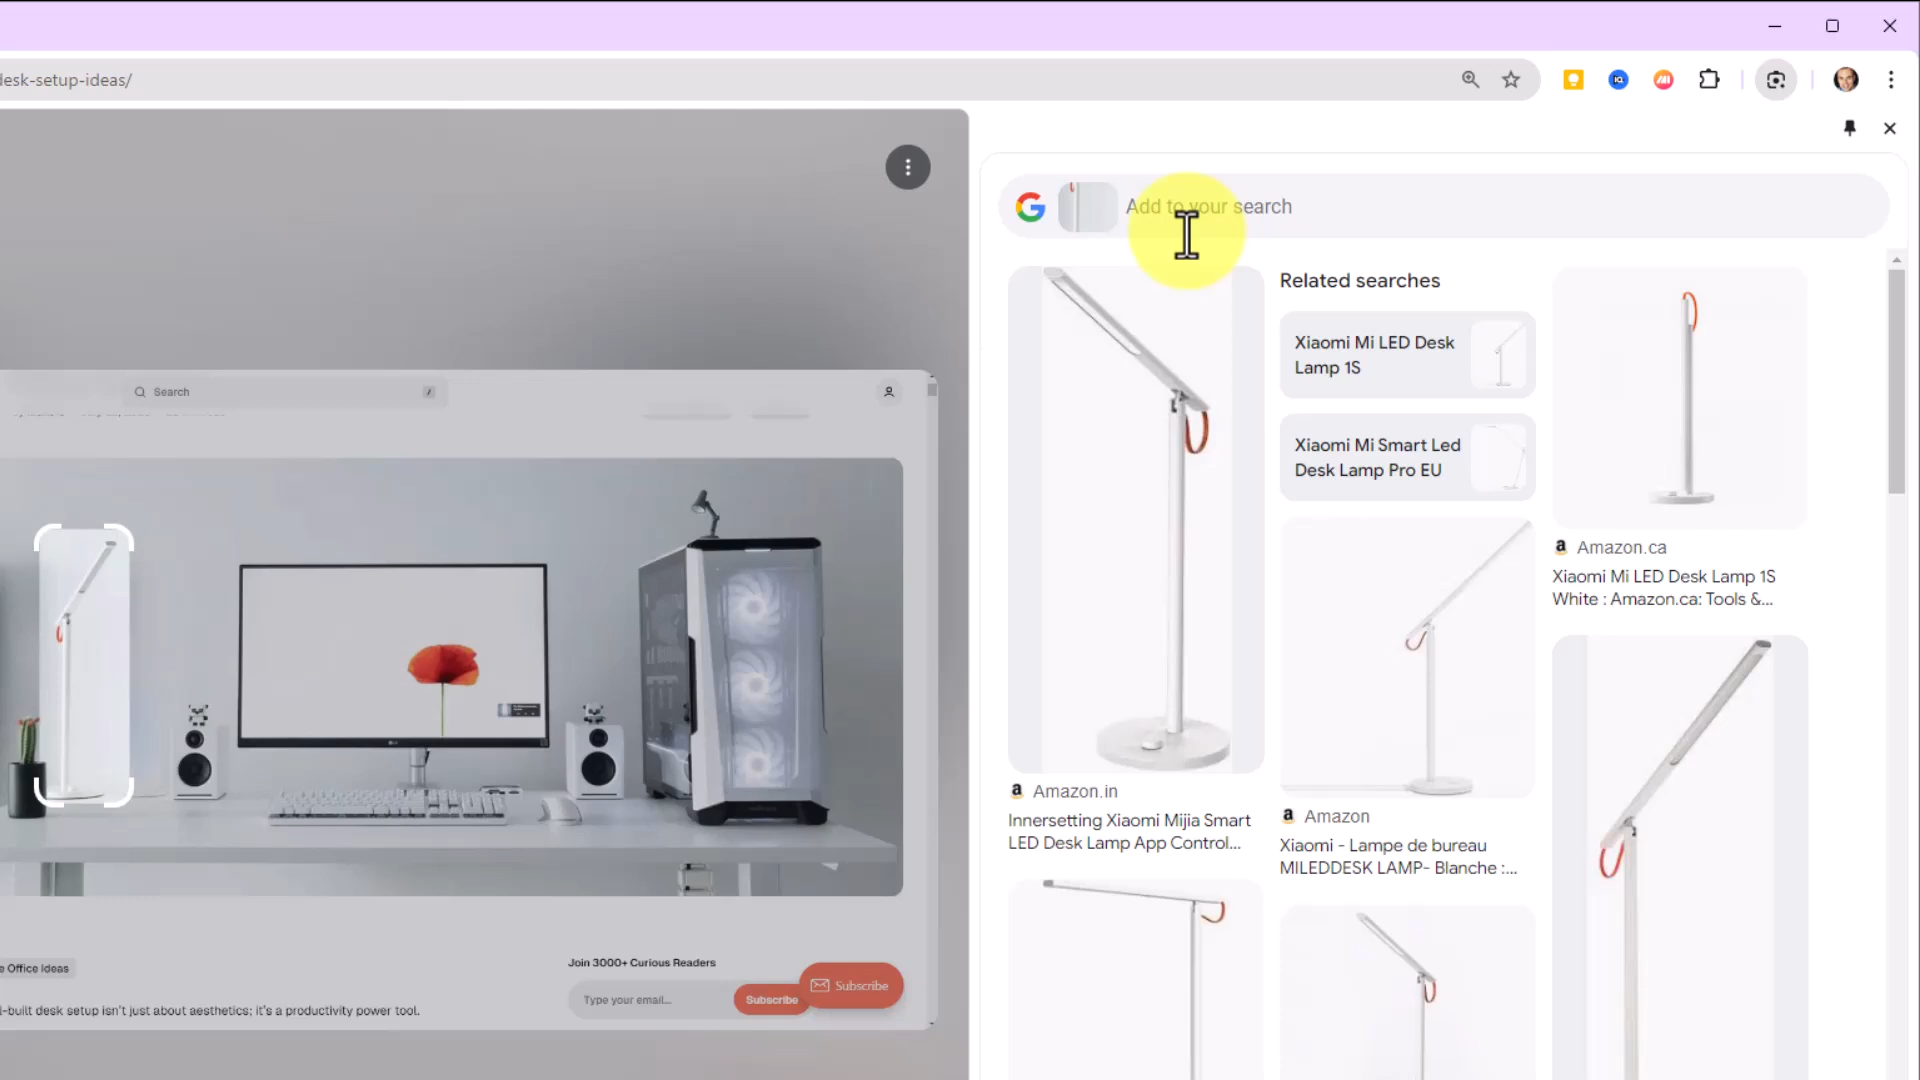 desk-setup-ideas/
Search
/
e Office Ideas
Join 3000+ Curious Readers
Type your email...
Subscribe
Subscribe
l-built desk setup isn't just about aesthetics; it's a productivity power tool.
Add to your search
Amazon.in
Innersetting Xiaomi Mijia Smart
LED Desk Lamp App Control...
Related searches
Xiaomi Mi LED Desk
Lamp 1S
Xiaomi Mi Smart Led
Desk Lamp Pro EU
Amazon
Xiaomi - Lampe de bureau
MILEDDESK LAMP- Blanche :...
Amazon.ca
Xiaomi Mi LED Desk Lamp 1S
White : Amazon.ca: Tools &...